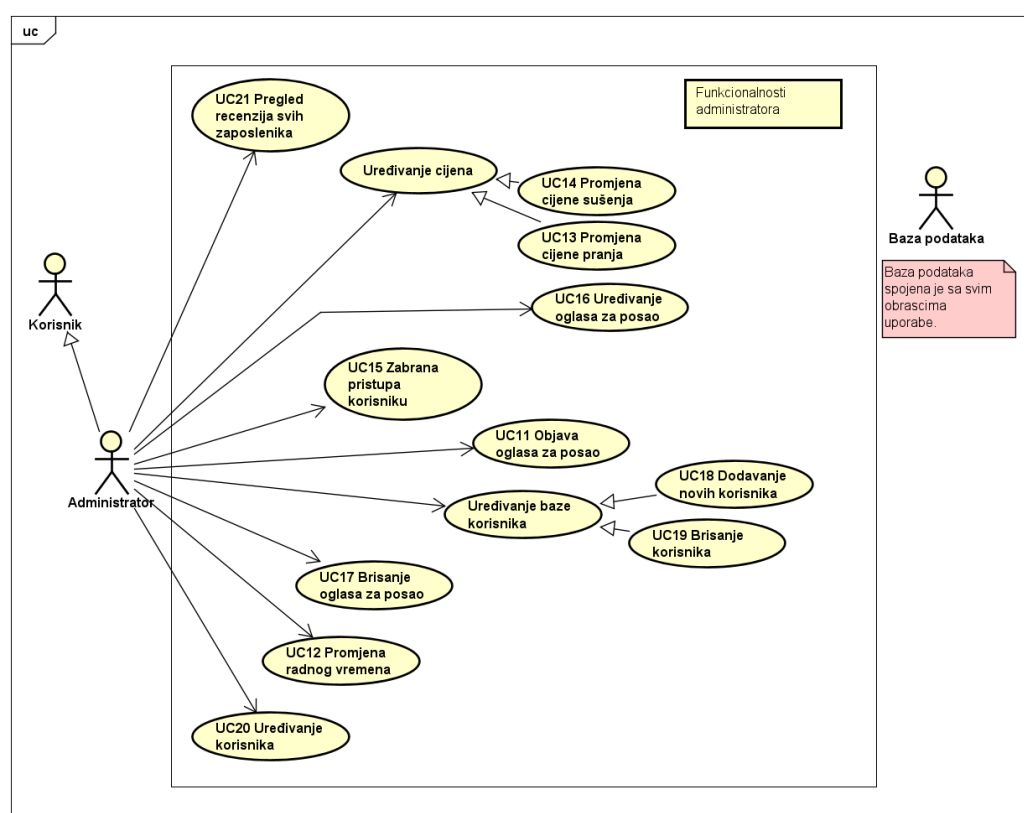 uc
UC21 Pregled
recenzija svih
zaposlenika
Funkcionalnosti
administratora
Uređivanje cijena
UC14 Promjena
cijene sušenja
UC13 Promjena
cijene pranja
Baza podataka
Baza podataka
spojena je sa svim
obrascima
uporabe.
UC16 Uređivanje
oglasa za posao
Korisnik
UC15 Zabrana
pristupa
korisniku
UC11 Objava
oglasa za posao
Administrator
UC18 Dodavanje
novih korisnika
Uređivanje baze
korisnika
UC19 Brisanje
korisnika
UC17 Brisanje
oglasa za posao
UC12 Promjena
radnog vremena
UC20 Uređivanje
korisnika